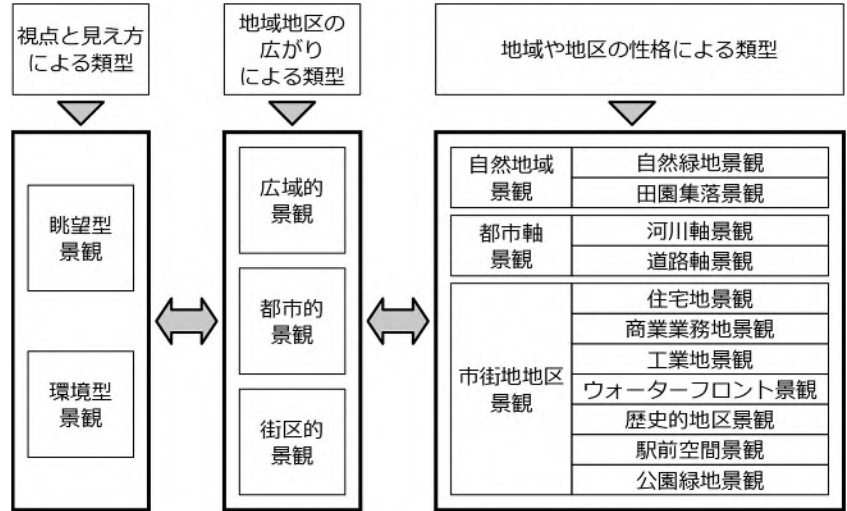 視点と見え方
による類型
地域地区の
広がり
による類型
地域や地区の性格による類型
眺望型
景観
環境型
景観
広域的
景観
都市的
景観
街区的
景観
自然地域
景観
自然緑地景観
田園集落景観
都市軸
景観
河川軸景観
道路軸景観
市街地地区
景観
住宅地景観
商業業務地景観
工業地景観
ウォーターフロント景観
歴史的地区景観
駅前空間景観
公園緑地景観